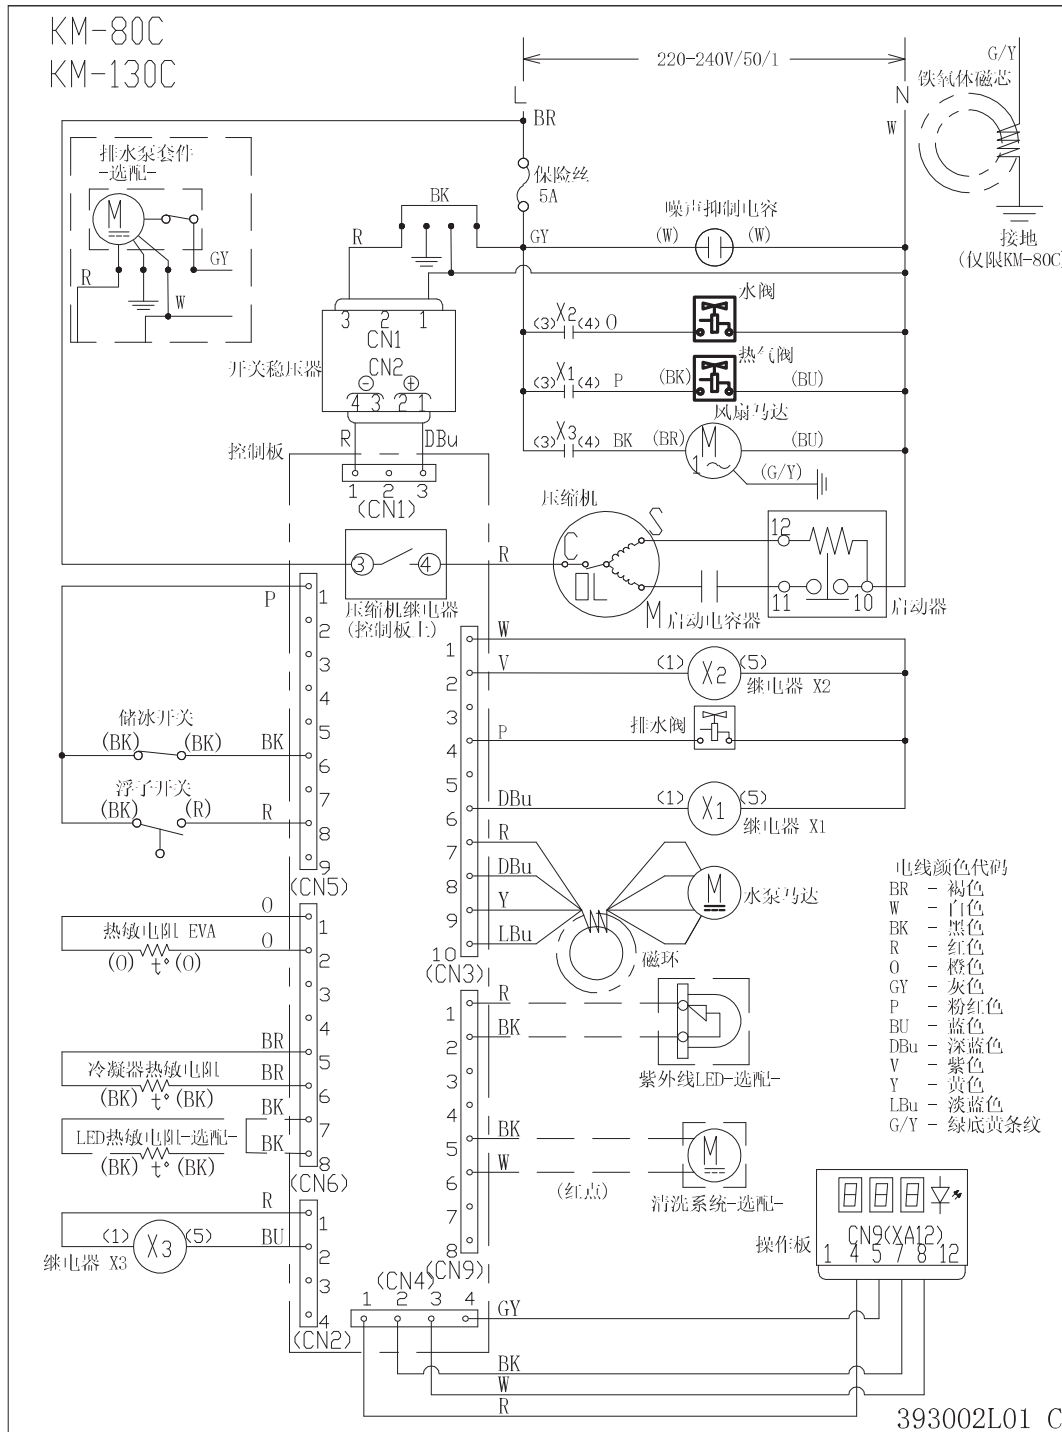 KM-80C
KM-130C
220-240V/50/1
G/Y
铁氧体磁芯
L
N
BR
W
排水泵套件
-选配-
M
GY
R
W
保险丝
5A
BK
R
GY
噪声抑制电容
(W)
(W)
接地
(仅限KM-80C)
水阀
3 2 1
CN1
CN2
⊖ ⊕
4 3 2 1
开关稳压器
(3) X2 (4) O
热气阀
(3) X1 (4) P (BK) (BU)
风扇马达
(3) X3 (4) BK (BR) M 1~ (BU)
(G/Y)
R
DBu
控制板
1 2 3
(CN1)
压缩机
C
S
OL
M
12
11
10
启动器
启动电容器
3
4
R
压缩机继电器
(控制板上)
P
1
2
3
4
5
6
7
8
9
(CN5)
储冰开关
(BK)
(BK)
BK
浮子开关
(BK)
(R)
R
W
V
P
DBu
R
DBu
Y
LBu
1
2
3
4
5
6
7
8
9
10
(CN3)
(1) X2 (5)
继电器 X2
排水阀
(1) X1 (5)
继电器 X1
M
水泵马达
磁环
O
热敏电阻 EVA
O
(O) t° (O)
1
2
3
4
5
6
7
8
(CN6)
BR
冷凝器热敏电阻
BR
(BK) t° (BK)
BK
LED热敏电阻-选配-
BK
(BK) t° (BK)
R
BK
紫外线LED-选配-
BK
W
(红点)
M
清洗系统-选配-
1
2
3
4
5
6
7
8
(CN9)
R
(1) X3 (5) BU
继电器 X3
1
2
3
4
(CN2)
(CN4)
1 2 3 4
GY
BK
W
R
电线颜色代码
BR - 褐色
W - 白色
BK - 黑色
R - 红色
O - 橙色
GY - 灰色
P - 粉红色
BU - 蓝色
DBu - 深蓝色
V - 紫色
Y - 黄色
LBu - 淡蓝色
G/Y - 绿底黄条纹
操作板
8 8 8
CN9(XA12)
1 4 5 7 8 12
393002L01 C